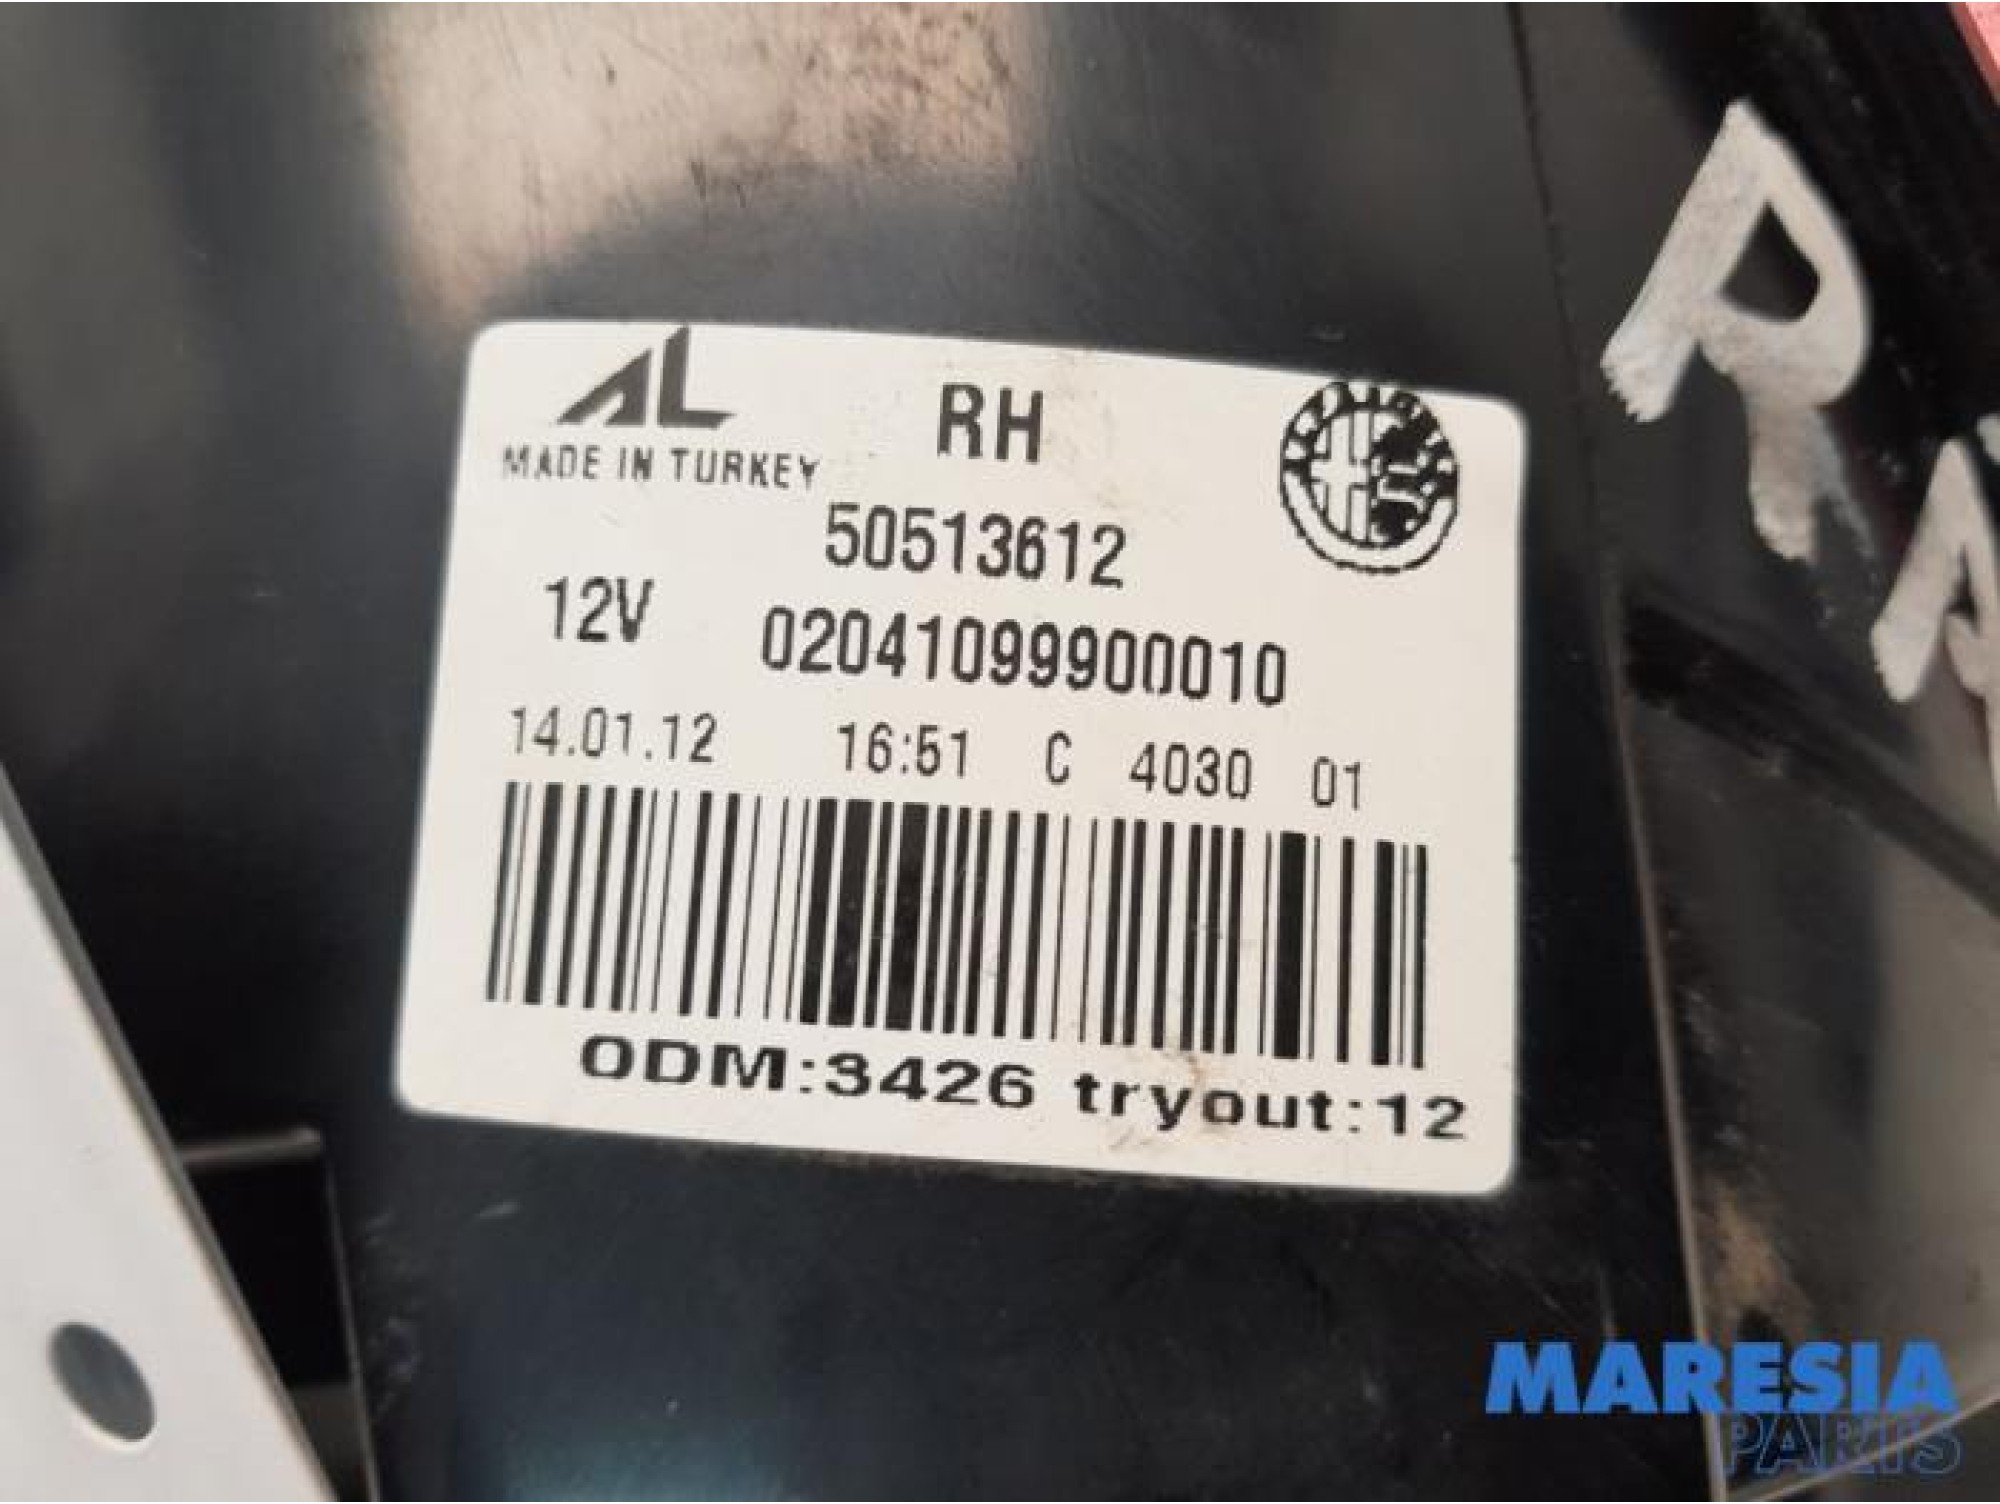 AL
RH
MADE IN TURKEY
50513612
12V
02041099900010
14.01.12 16:51 C 4030 01
ODM:3426 tryout:12
R
MARESIA
PARTS